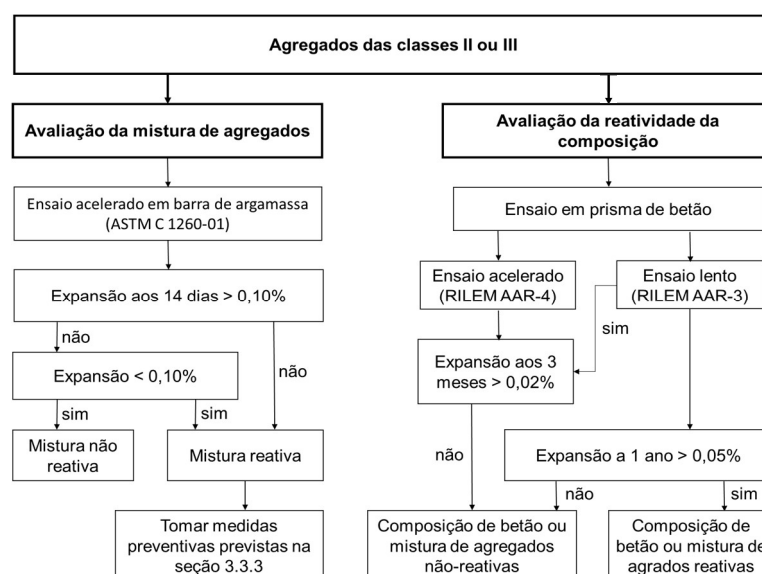 Agregados das classes II ou III
Avaliação da mistura de agregados
Ensaio acelerado em barra de argamassa
(ASTM C 1260-01)
Expansão aos 14 dias > 0,10%
não
não
Expansão < 0,10%
sim
sim
Mistura não
reativa
Mistura reativa
Tomar medidas
preventivas previstas na
seção 3.3.3
Avaliação da reatividade da
composição
Ensaio em prisma de betão
Ensaio acelerado
(RILEM AAR-4)
Ensaio lento
(RILEM AAR-3)
sim
Expansão aos 3
meses > 0,02%
não
Expansão a 1 ano > 0,05%
não
sim
Composição de betão ou
mistura de agregados
não-reativas
Composição de
betão ou mistura de
agrados reativas